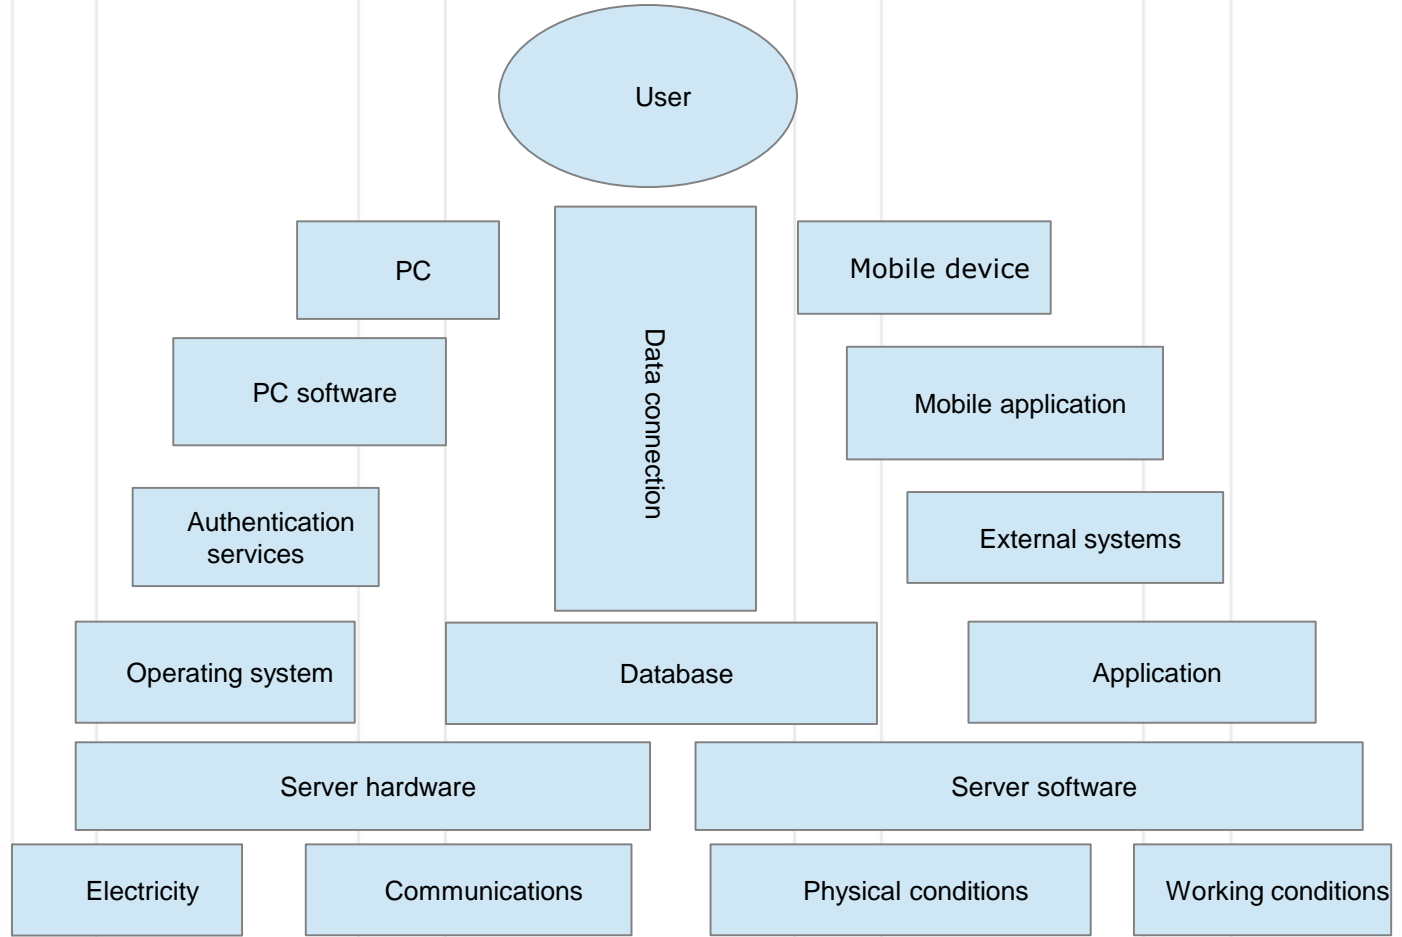 User
PC
Mobile device
Data connection
PC software
Mobile application
Authentication
services
External systems
Operating system
Database
Application
Server hardware
Server software
Electricity
Communications
Physical conditions
Working conditions